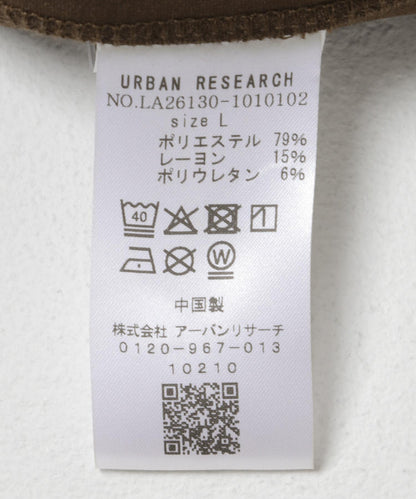 URBAN RESEARCH
NO.LA26130-1010102
size L
ポリエステル 79%
レーヨン 15%
ポリウレタン 6%
40
W
中国製
株式会社 アーバンリサーチ
0120-967-013
10210